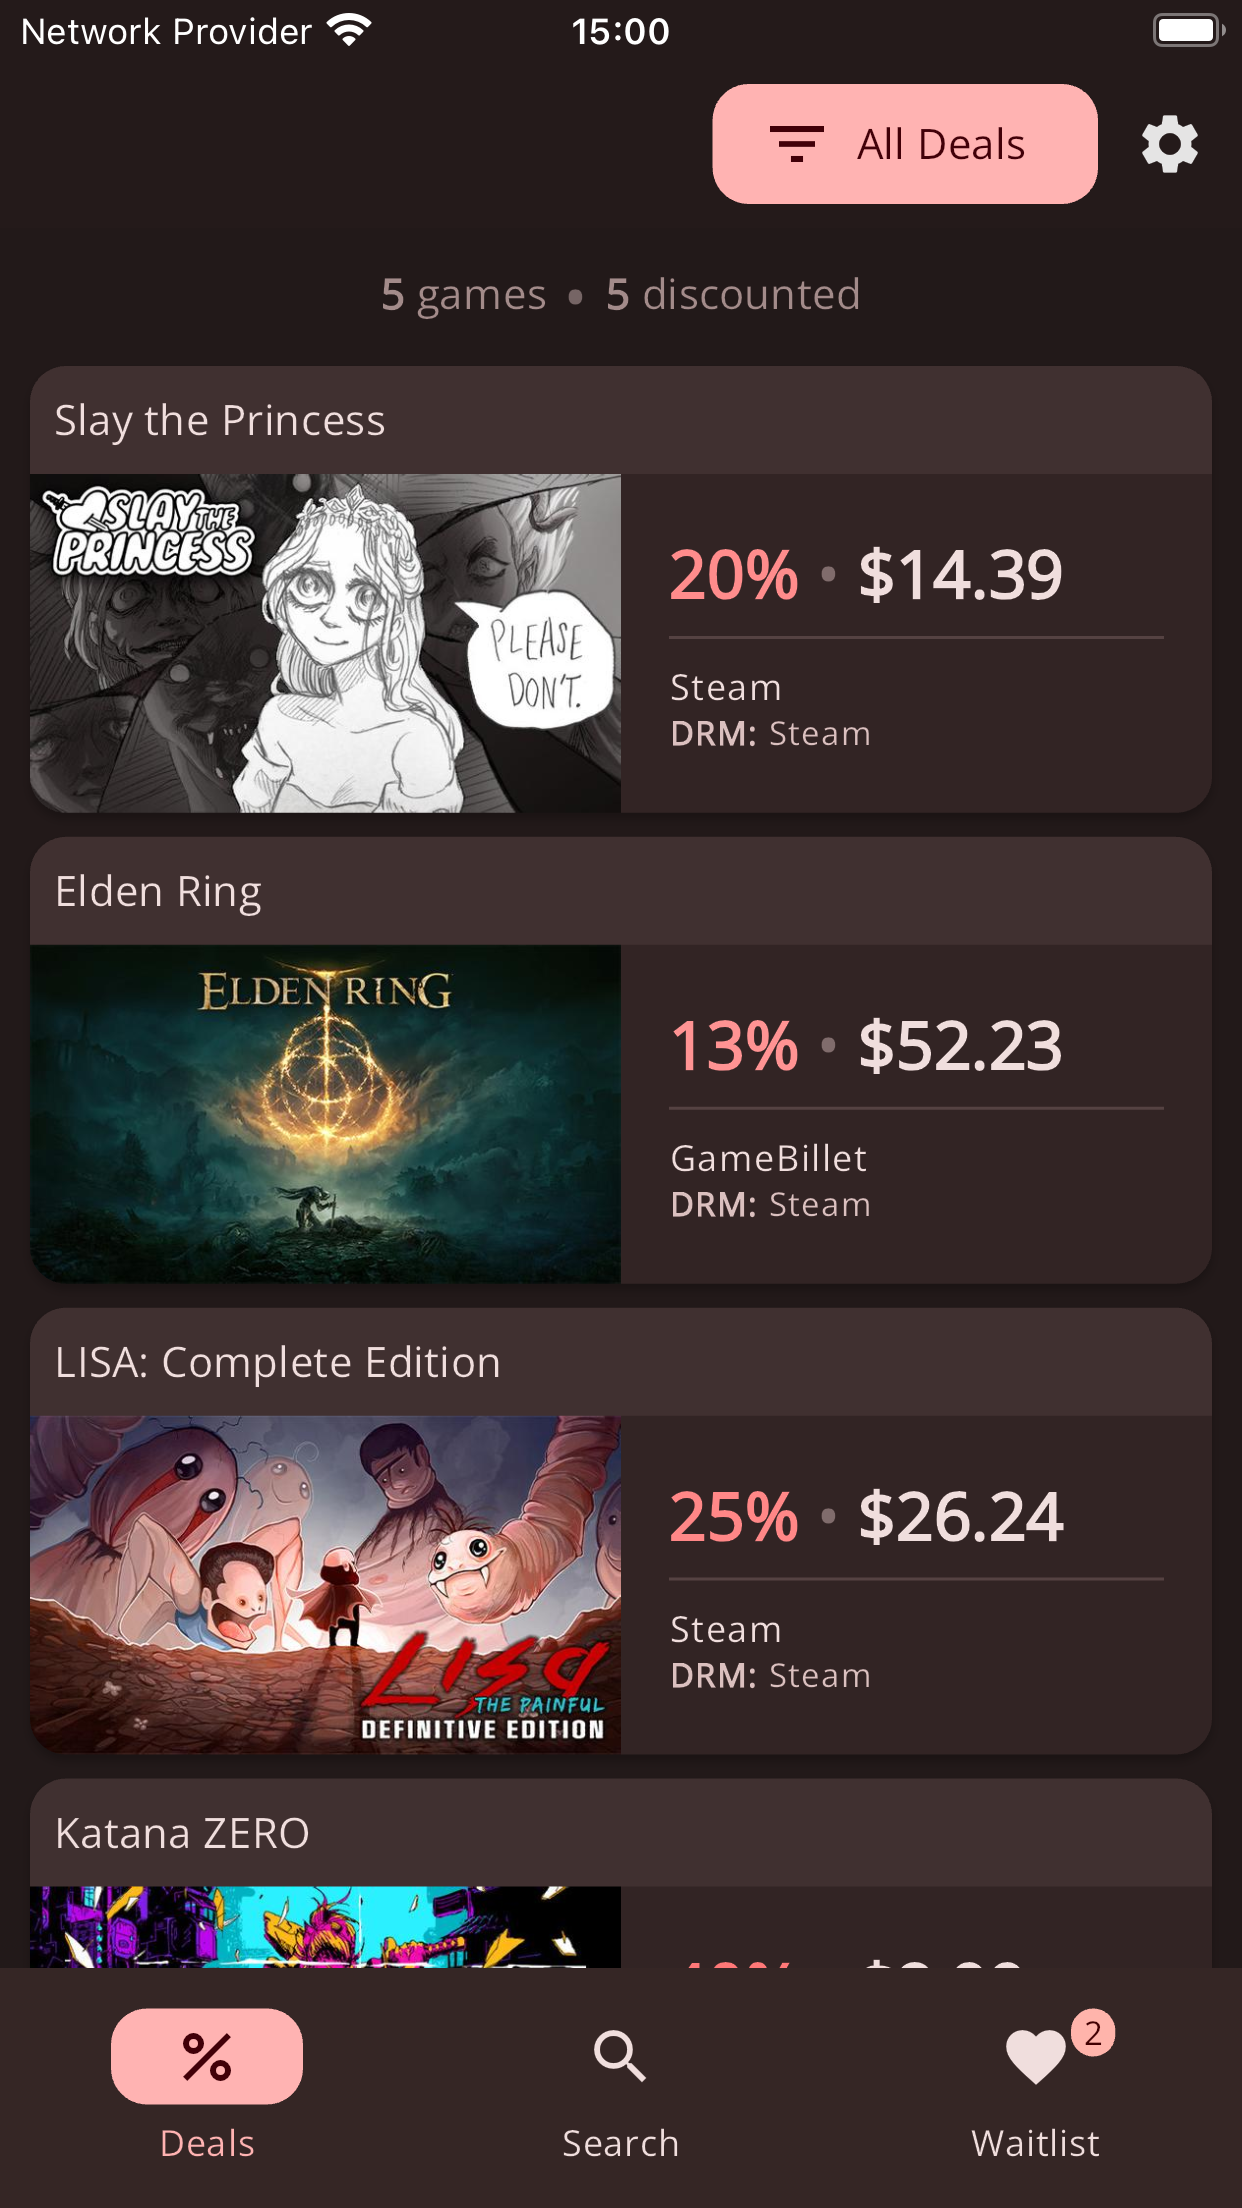 Network Provider 15:00
All Deals
5 games • 5 discounted
Slay the Princess
SLAY THE
PRINCESS
PLEASE
DON'T.
20% • $14.39
Steam
DRM: Steam
Elden Ring
ELDEN RING
13% • $52.23
GameBillet
DRM: Steam
LISA: Complete Edition
LISA
THE PAINFUL
DEFINITIVE EDITION
25% • $26.24
Steam
DRM: Steam
Katana ZERO
2
Deals
Search
Waitlist